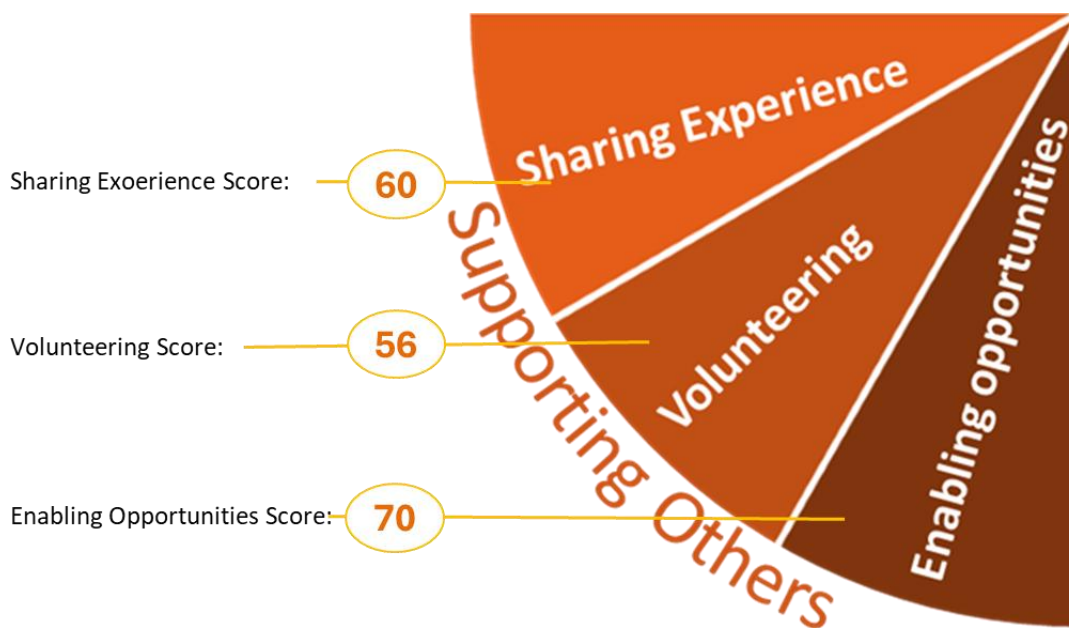 Sharing Experience
Sharing Exoerience Score:
60
Supporting Others
Volunteering
Volunteering Score:
56
Enabling opportunities
Enabling Opportunities Score:
70